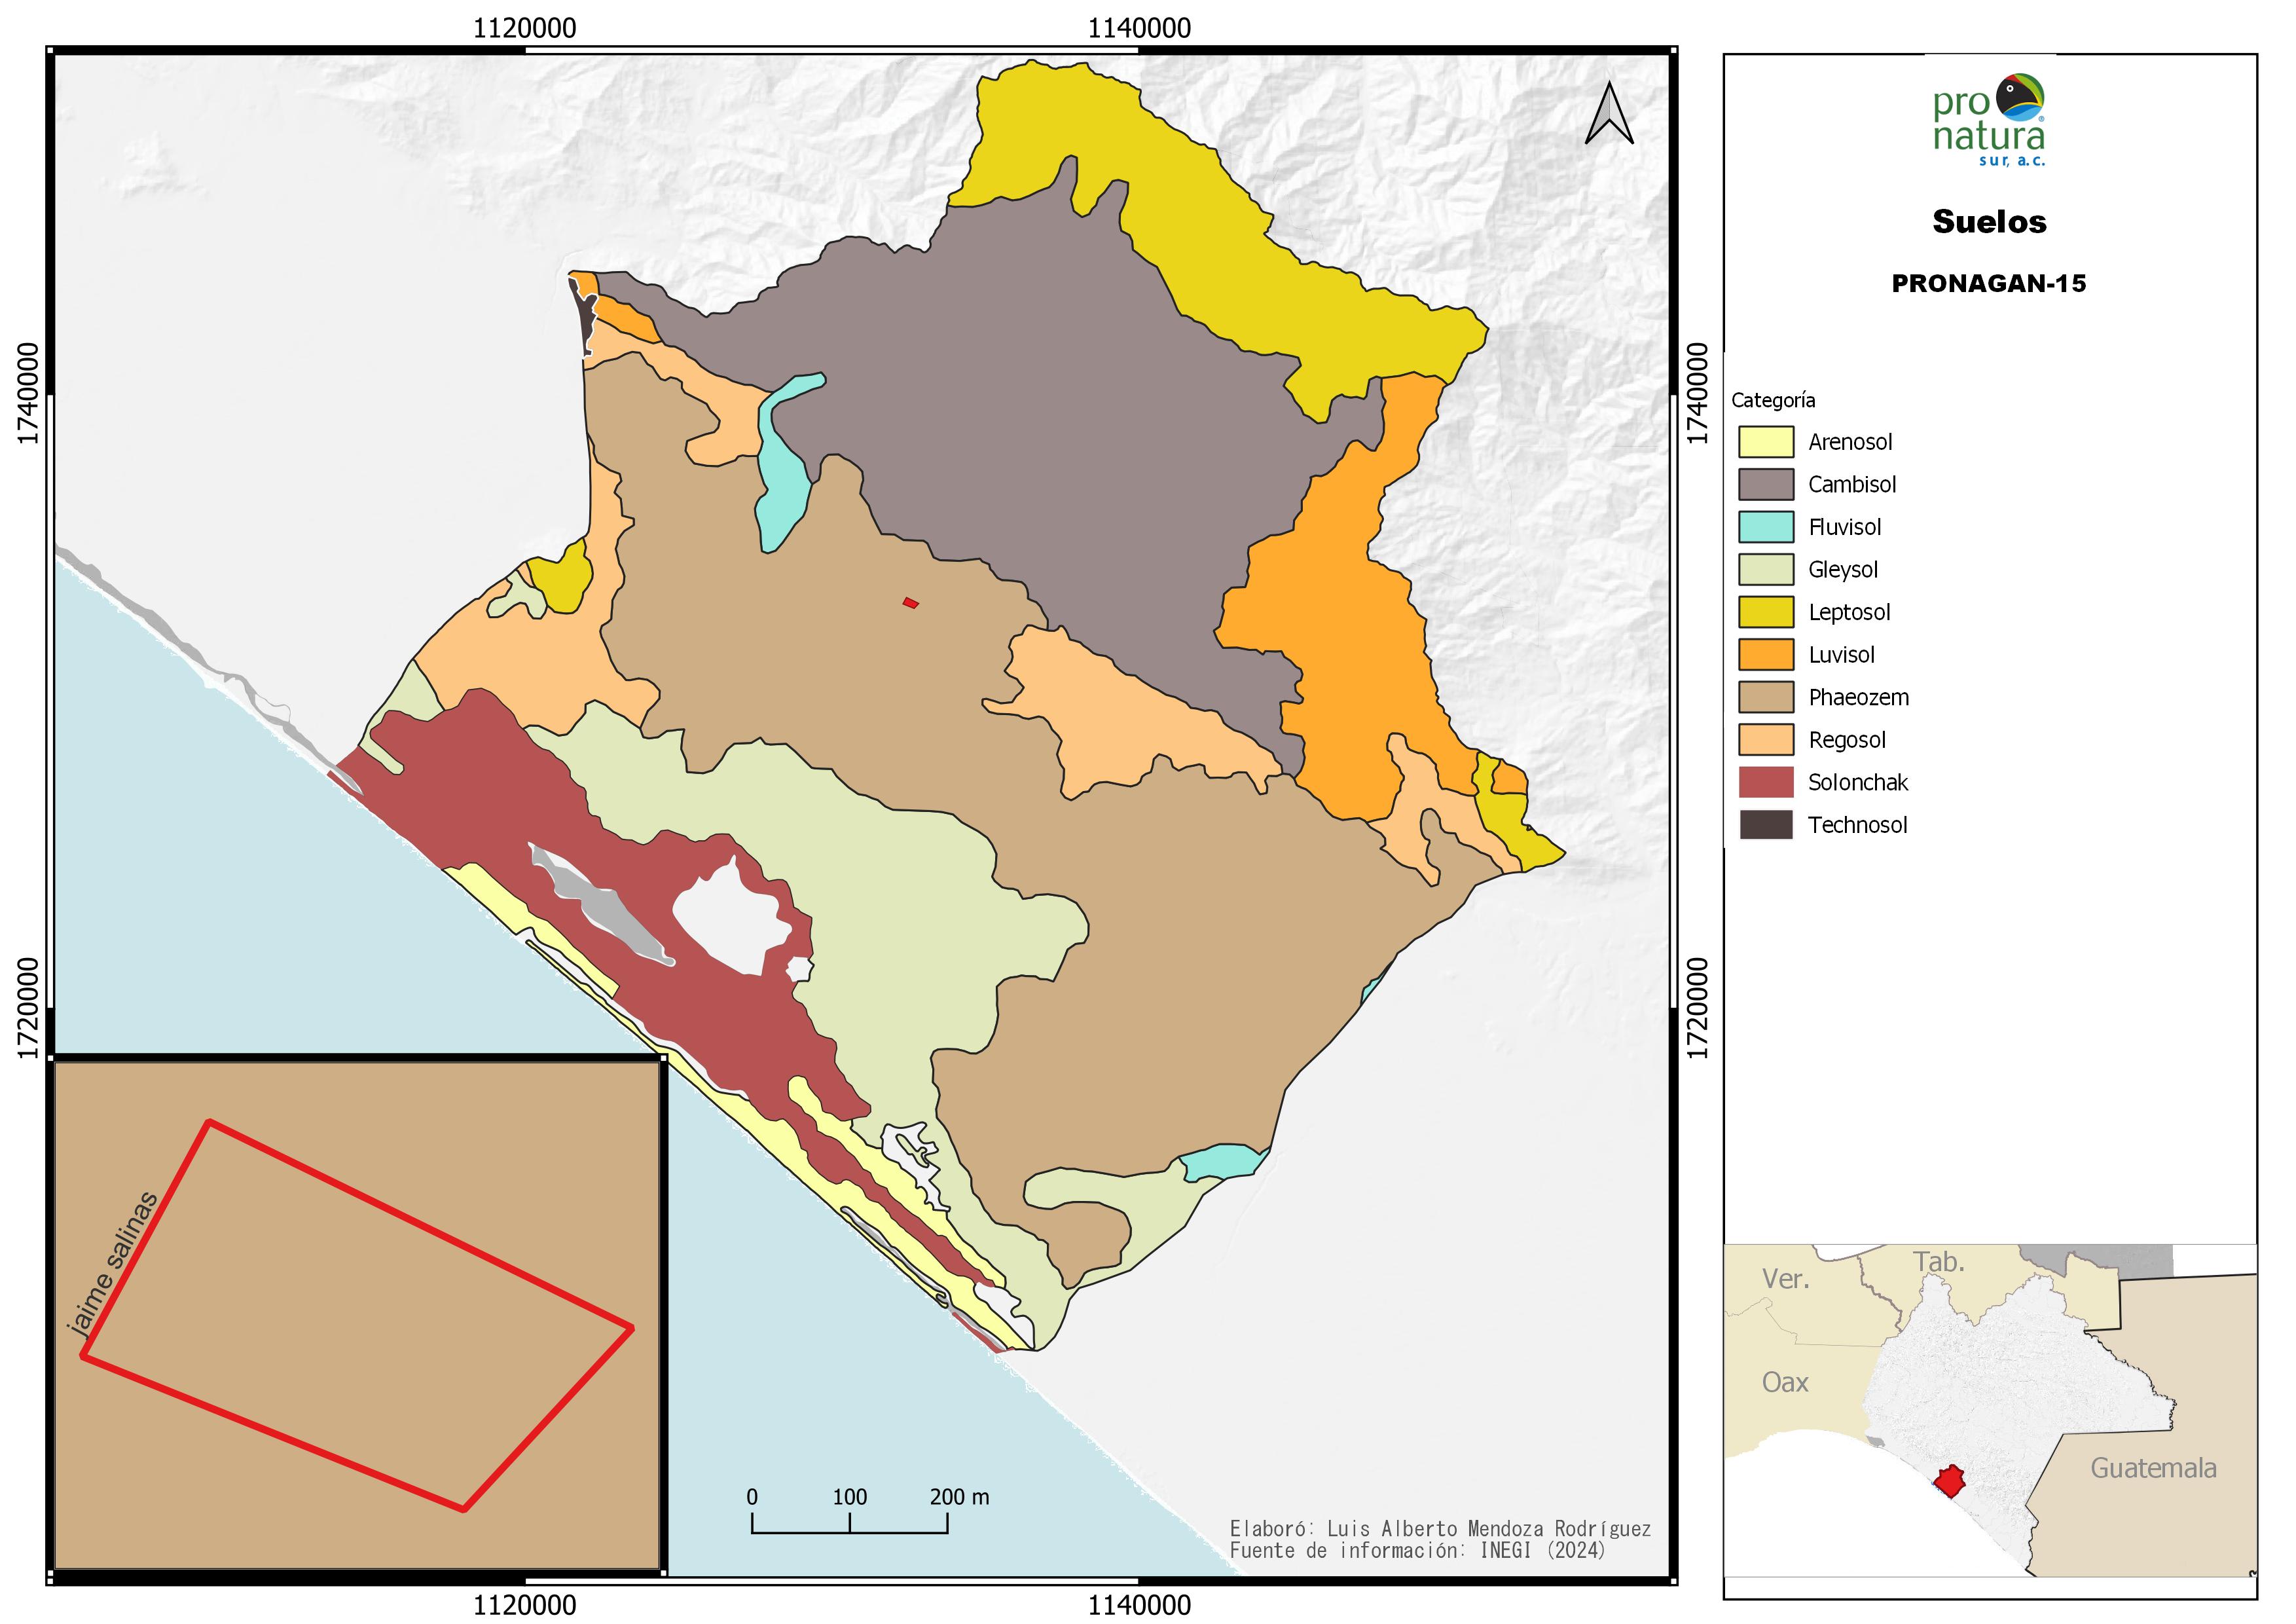 1120000
1140000
1740000
1740000
1720000
1720000
jaime salinas
0 100 200 m
Elaboró: Luis Alberto Mendoza Rodríguez
Fuente de información: INEGI (2024)
1120000
1140000
pro
natura
sur, a.c.
Suelos
PRONAGAN-15
Categoría
Arenosol
Cambisol
Fluvisol
Gleysol
Leptosol
Luvisol
Phaeozem
Regosol
Solonchak
Technosol
Ver.
Tab.
Oax
Guatemala